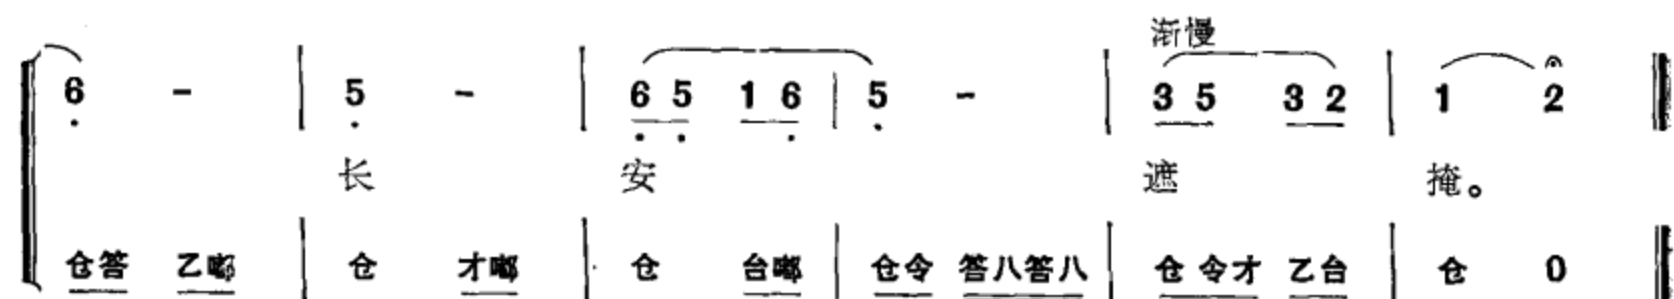 渐慢
6 - | 5 - | 6 5 1 6 | 5 - | 3 5 3 2 | 1 2
长 安 遮 掩。
仓答 乙嘟 | 仓 才嘟 | 仓 台嘟 | 仓令 答八答八 | 仓 令才 乙台 | 仓 0